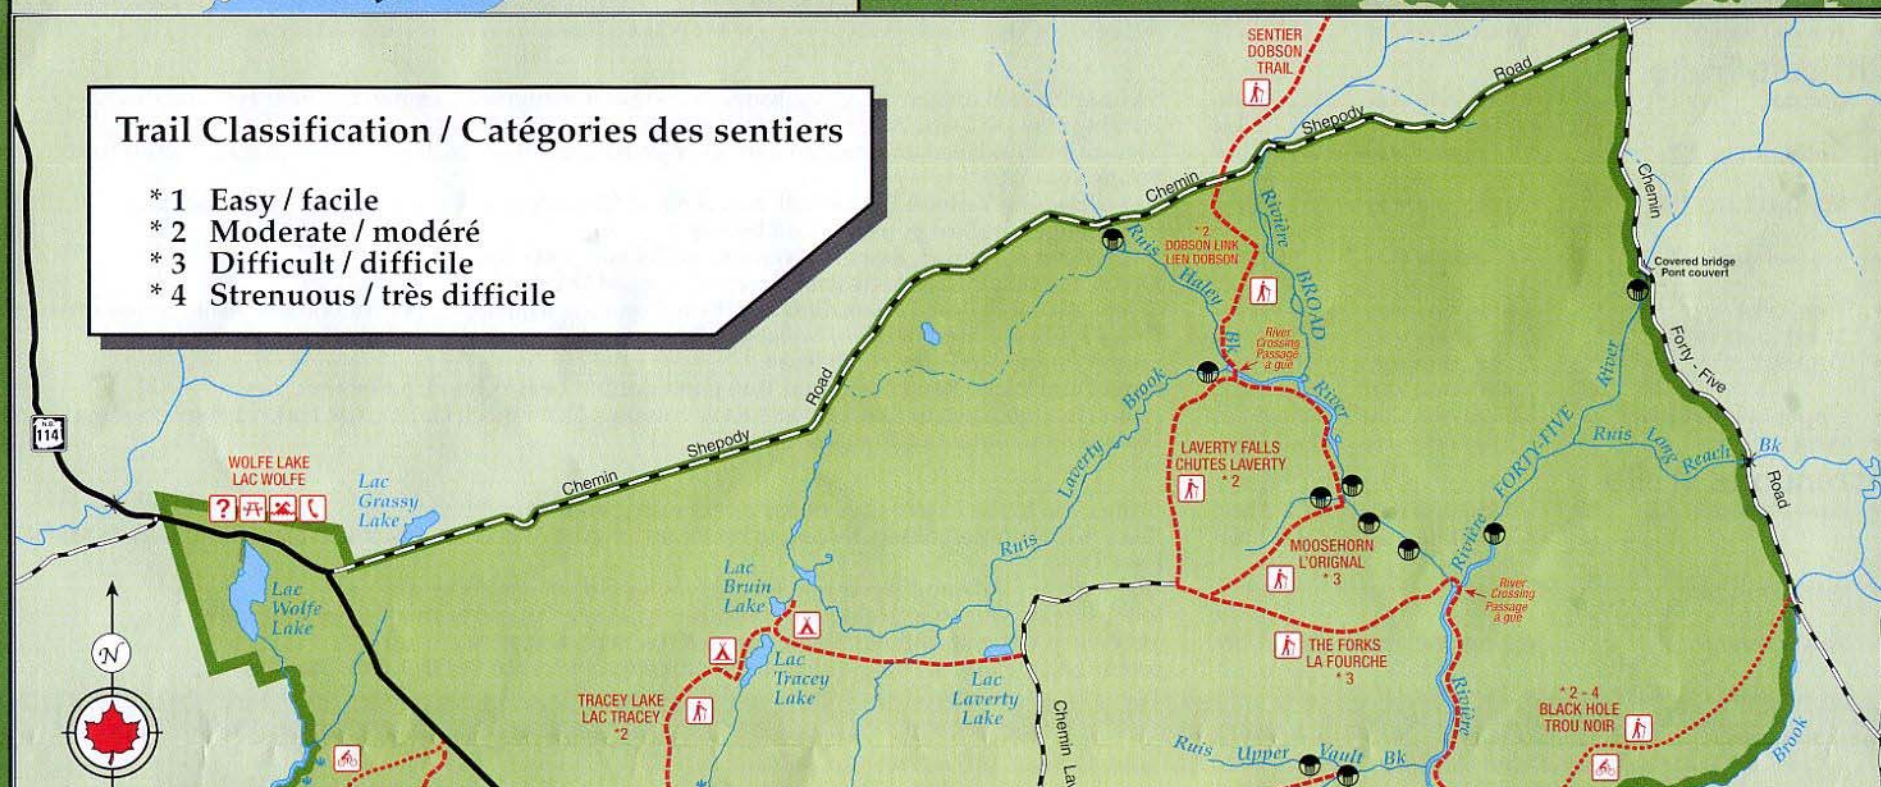 Trail Classification / Catégories des sentiers
* 1 Easy / facile
* 2 Moderate / modéré
* 3 Difficult / difficile
* 4 Strenuous / très difficile
SENTIER
DOBSON
TRAIL
Chemin Shepody Road
Chemin Shepody Road
Ruis Haley Bk
* 2
DOBSON LINK
LIEN DOBSON
Rivière BROAD River
River
Crossing
Passage
à gué
Covered bridge
Pont couvert
Chemin Forty - Five Road
Rivière FORTY-FIVE River
Ruis Long Reach Bk
N.B.
114
WOLFE LAKE
LAC WOLFE
?
Lac
Grassy
Lake
Lac
Wolfe
Lake
Ruis Laverty Brook
LAVERTY FALLS
CHUTES LAVERTY
* 2
MOOSEHORN
L'ORIGNAL
* 3
River
Crossing
Passage
à gué
THE FORKS
LA FOURCHE
* 3
Lac
Bruin
Lake
Lac
Tracey
Lake
TRACEY LAKE
LAC TRACEY
*2
Lac
Laverty
Lake
Chemin Lav
Rivière
* 2 - 4
BLACK HOLE
TROU NOIR
Brook
Ruis Upper Vault Bk
N